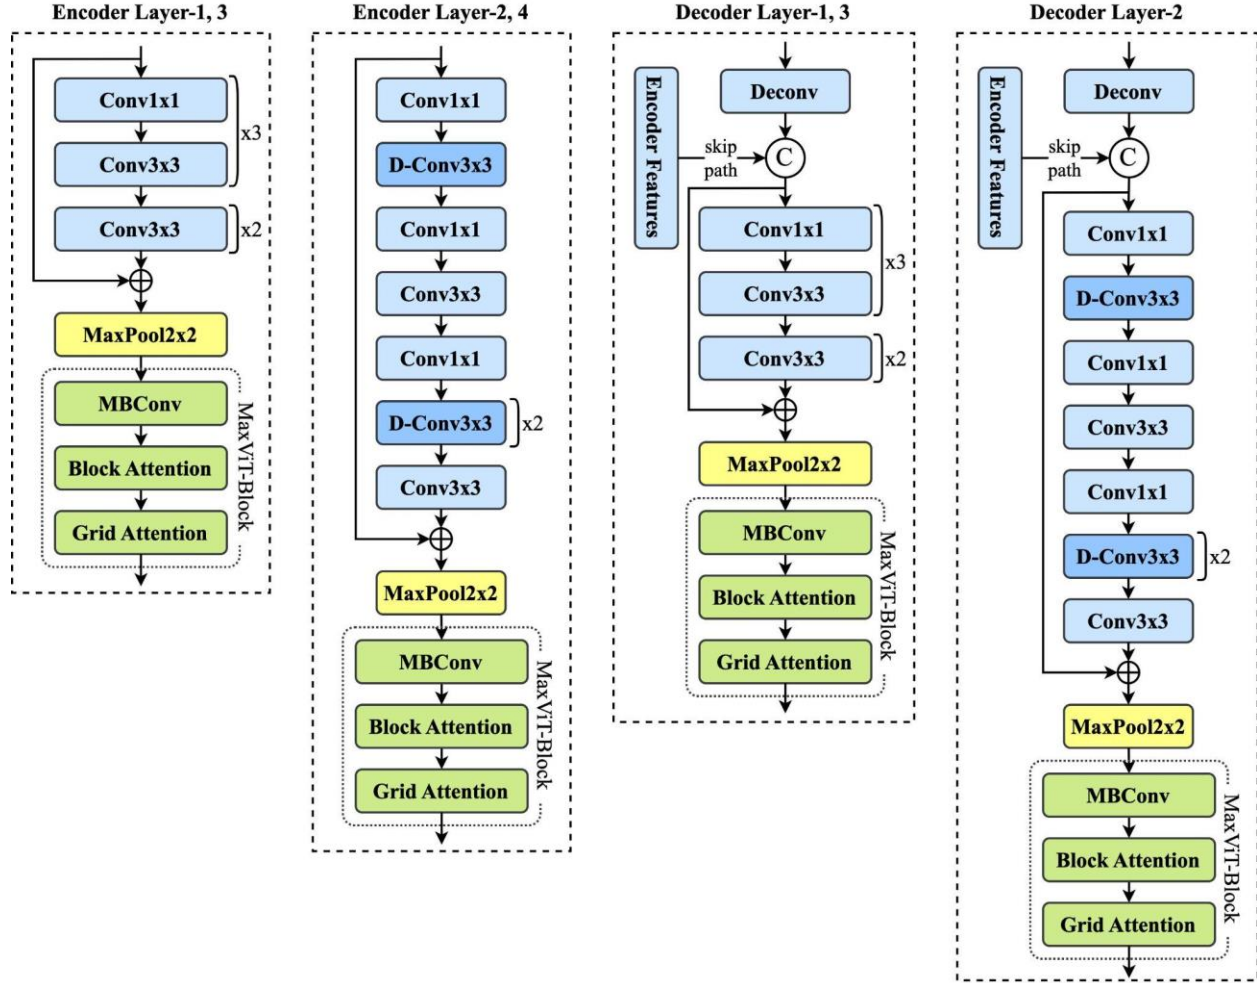 Encoder Layer-1, 3
Conv1x1
Conv3x3
x3
Conv3x3
x2
MaxPool2x2
MBConv
Block Attention
Grid Attention
MaxViT-Block
Encoder Layer-2, 4
Conv1x1
D-Conv3x3
Conv1x1
Conv3x3
Conv1x1
D-Conv3x3
x2
Conv3x3
MaxPool2x2
MBConv
Block Attention
Grid Attention
MaxViT-Block
Decoder Layer-1, 3
Encoder Features
Deconv
skip
path
C
Conv1x1
Conv3x3
x3
Conv3x3
x2
MaxPool2x2
MBConv
Block Attention
Grid Attention
MaxViT-Block
Decoder Layer-2
Encoder Features
Deconv
skip
path
C
Conv1x1
D-Conv3x3
Conv1x1
Conv3x3
Conv1x1
D-Conv3x3
x2
Conv3x3
MaxPool2x2
MBConv
Block Attention
Grid Attention
MaxViT-Block